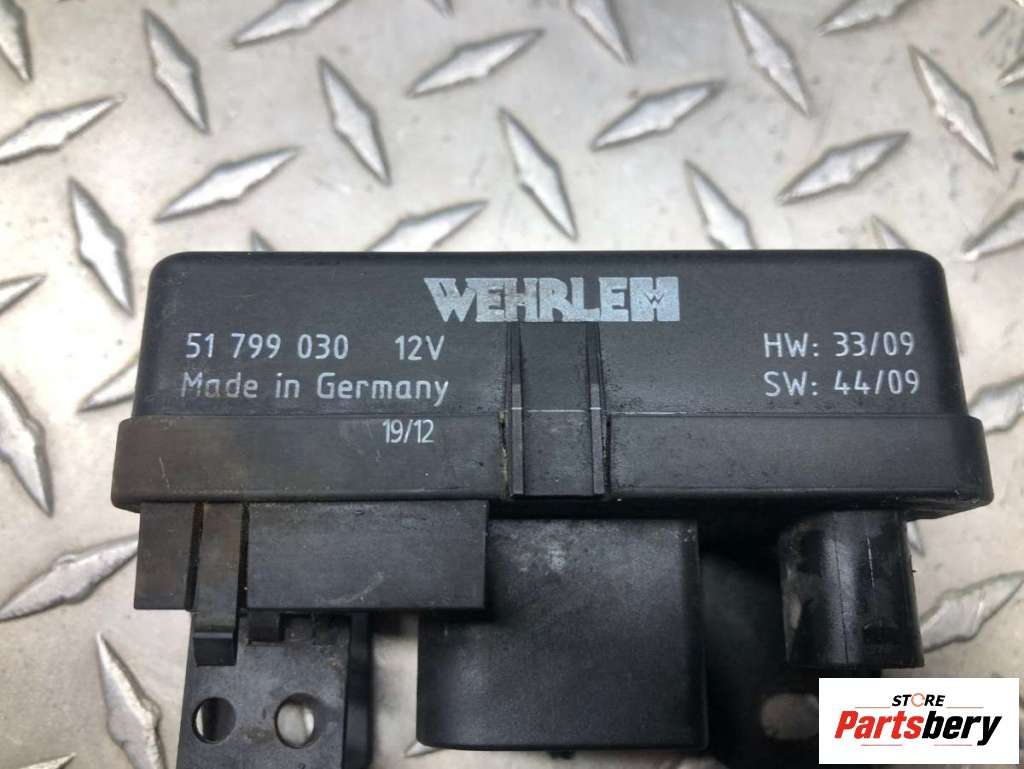 WEHRLE
51 799 030 12V
Made in Germany
19/12
HW: 33/09
SW: 44/09
STORE
Partsbery